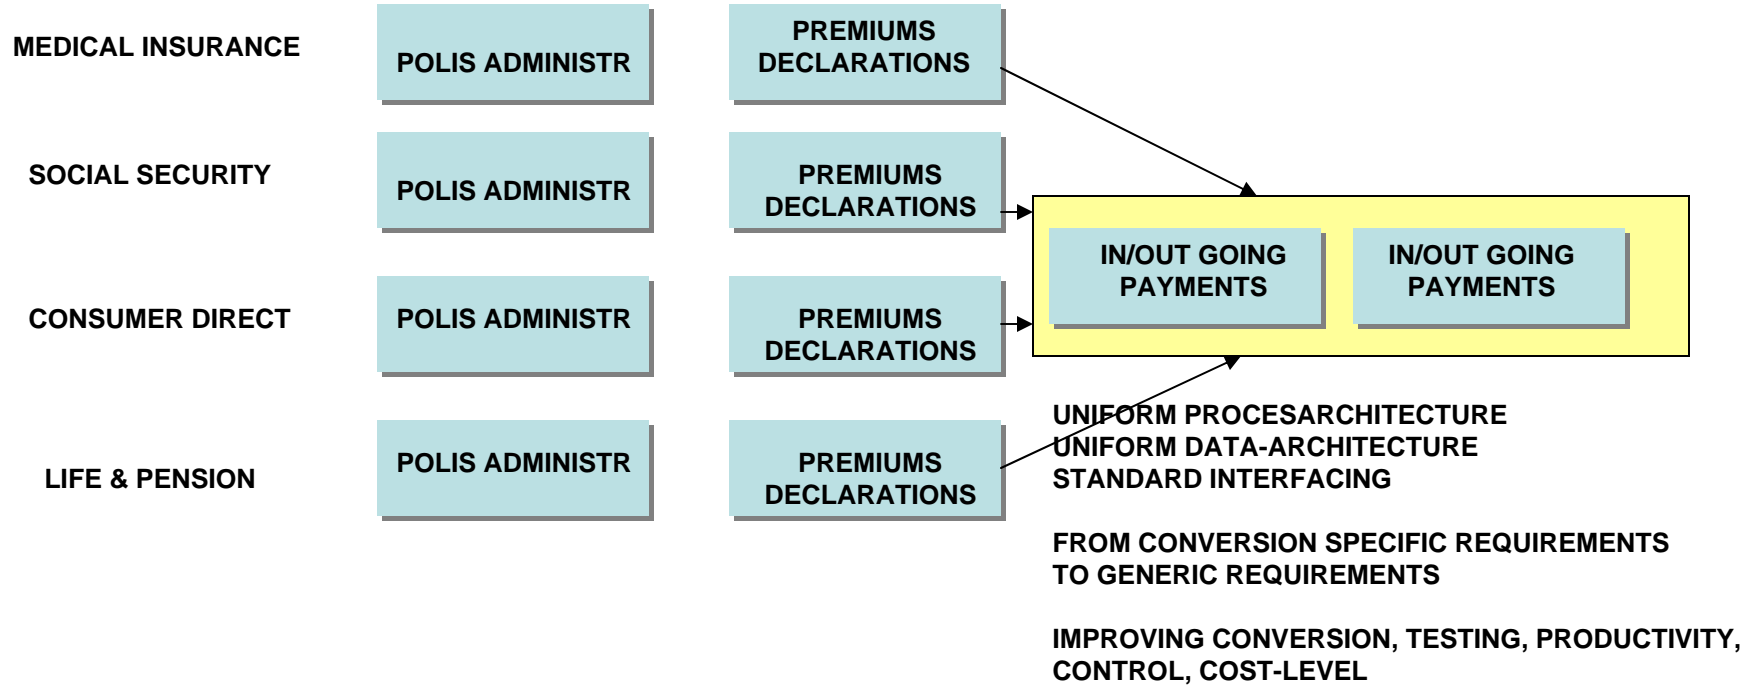 MEDICAL INSURANCE
POLIS ADMINISTR
PREMIUMS
DECLARATIONS
SOCIAL SECURITY
POLIS ADMINISTR
PREMIUMS
DECLARATIONS
CONSUMER DIRECT
POLIS ADMINISTR
PREMIUMS
DECLARATIONS
LIFE & PENSION
POLIS ADMINISTR
PREMIUMS
DECLARATIONS
IN/OUT GOING
PAYMENTS
IN/OUT GOING
PAYMENTS
UNIFORM PROCESARCHITECTURE
UNIFORM DATA-ARCHITECTURE
STANDARD INTERFACING
FROM CONVERSION SPECIFIC REQUIREMENTS
TO GENERIC REQUIREMENTS
IMPROVING CONVERSION, TESTING, PRODUCTIVITY,
CONTROL, COST-LEVEL